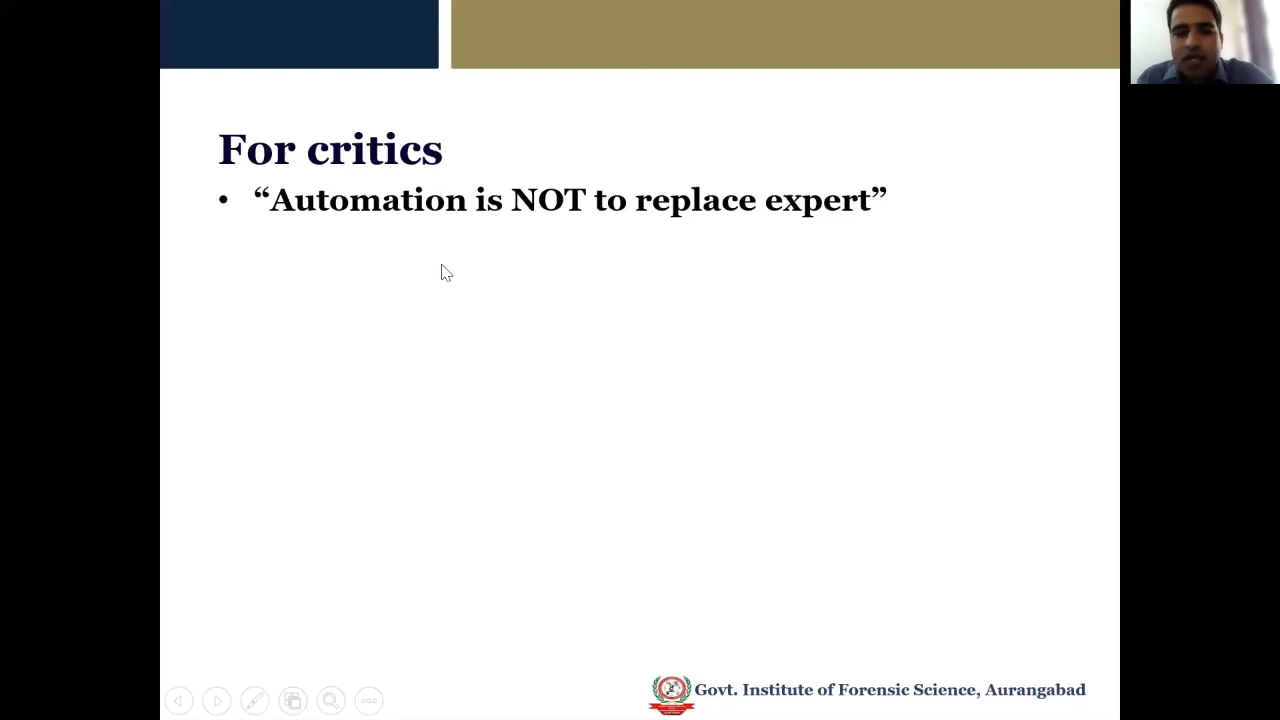 For critics
• “Automation is NOT to replace expert”
Govt. Institute of Forensic Science, Aurangabad